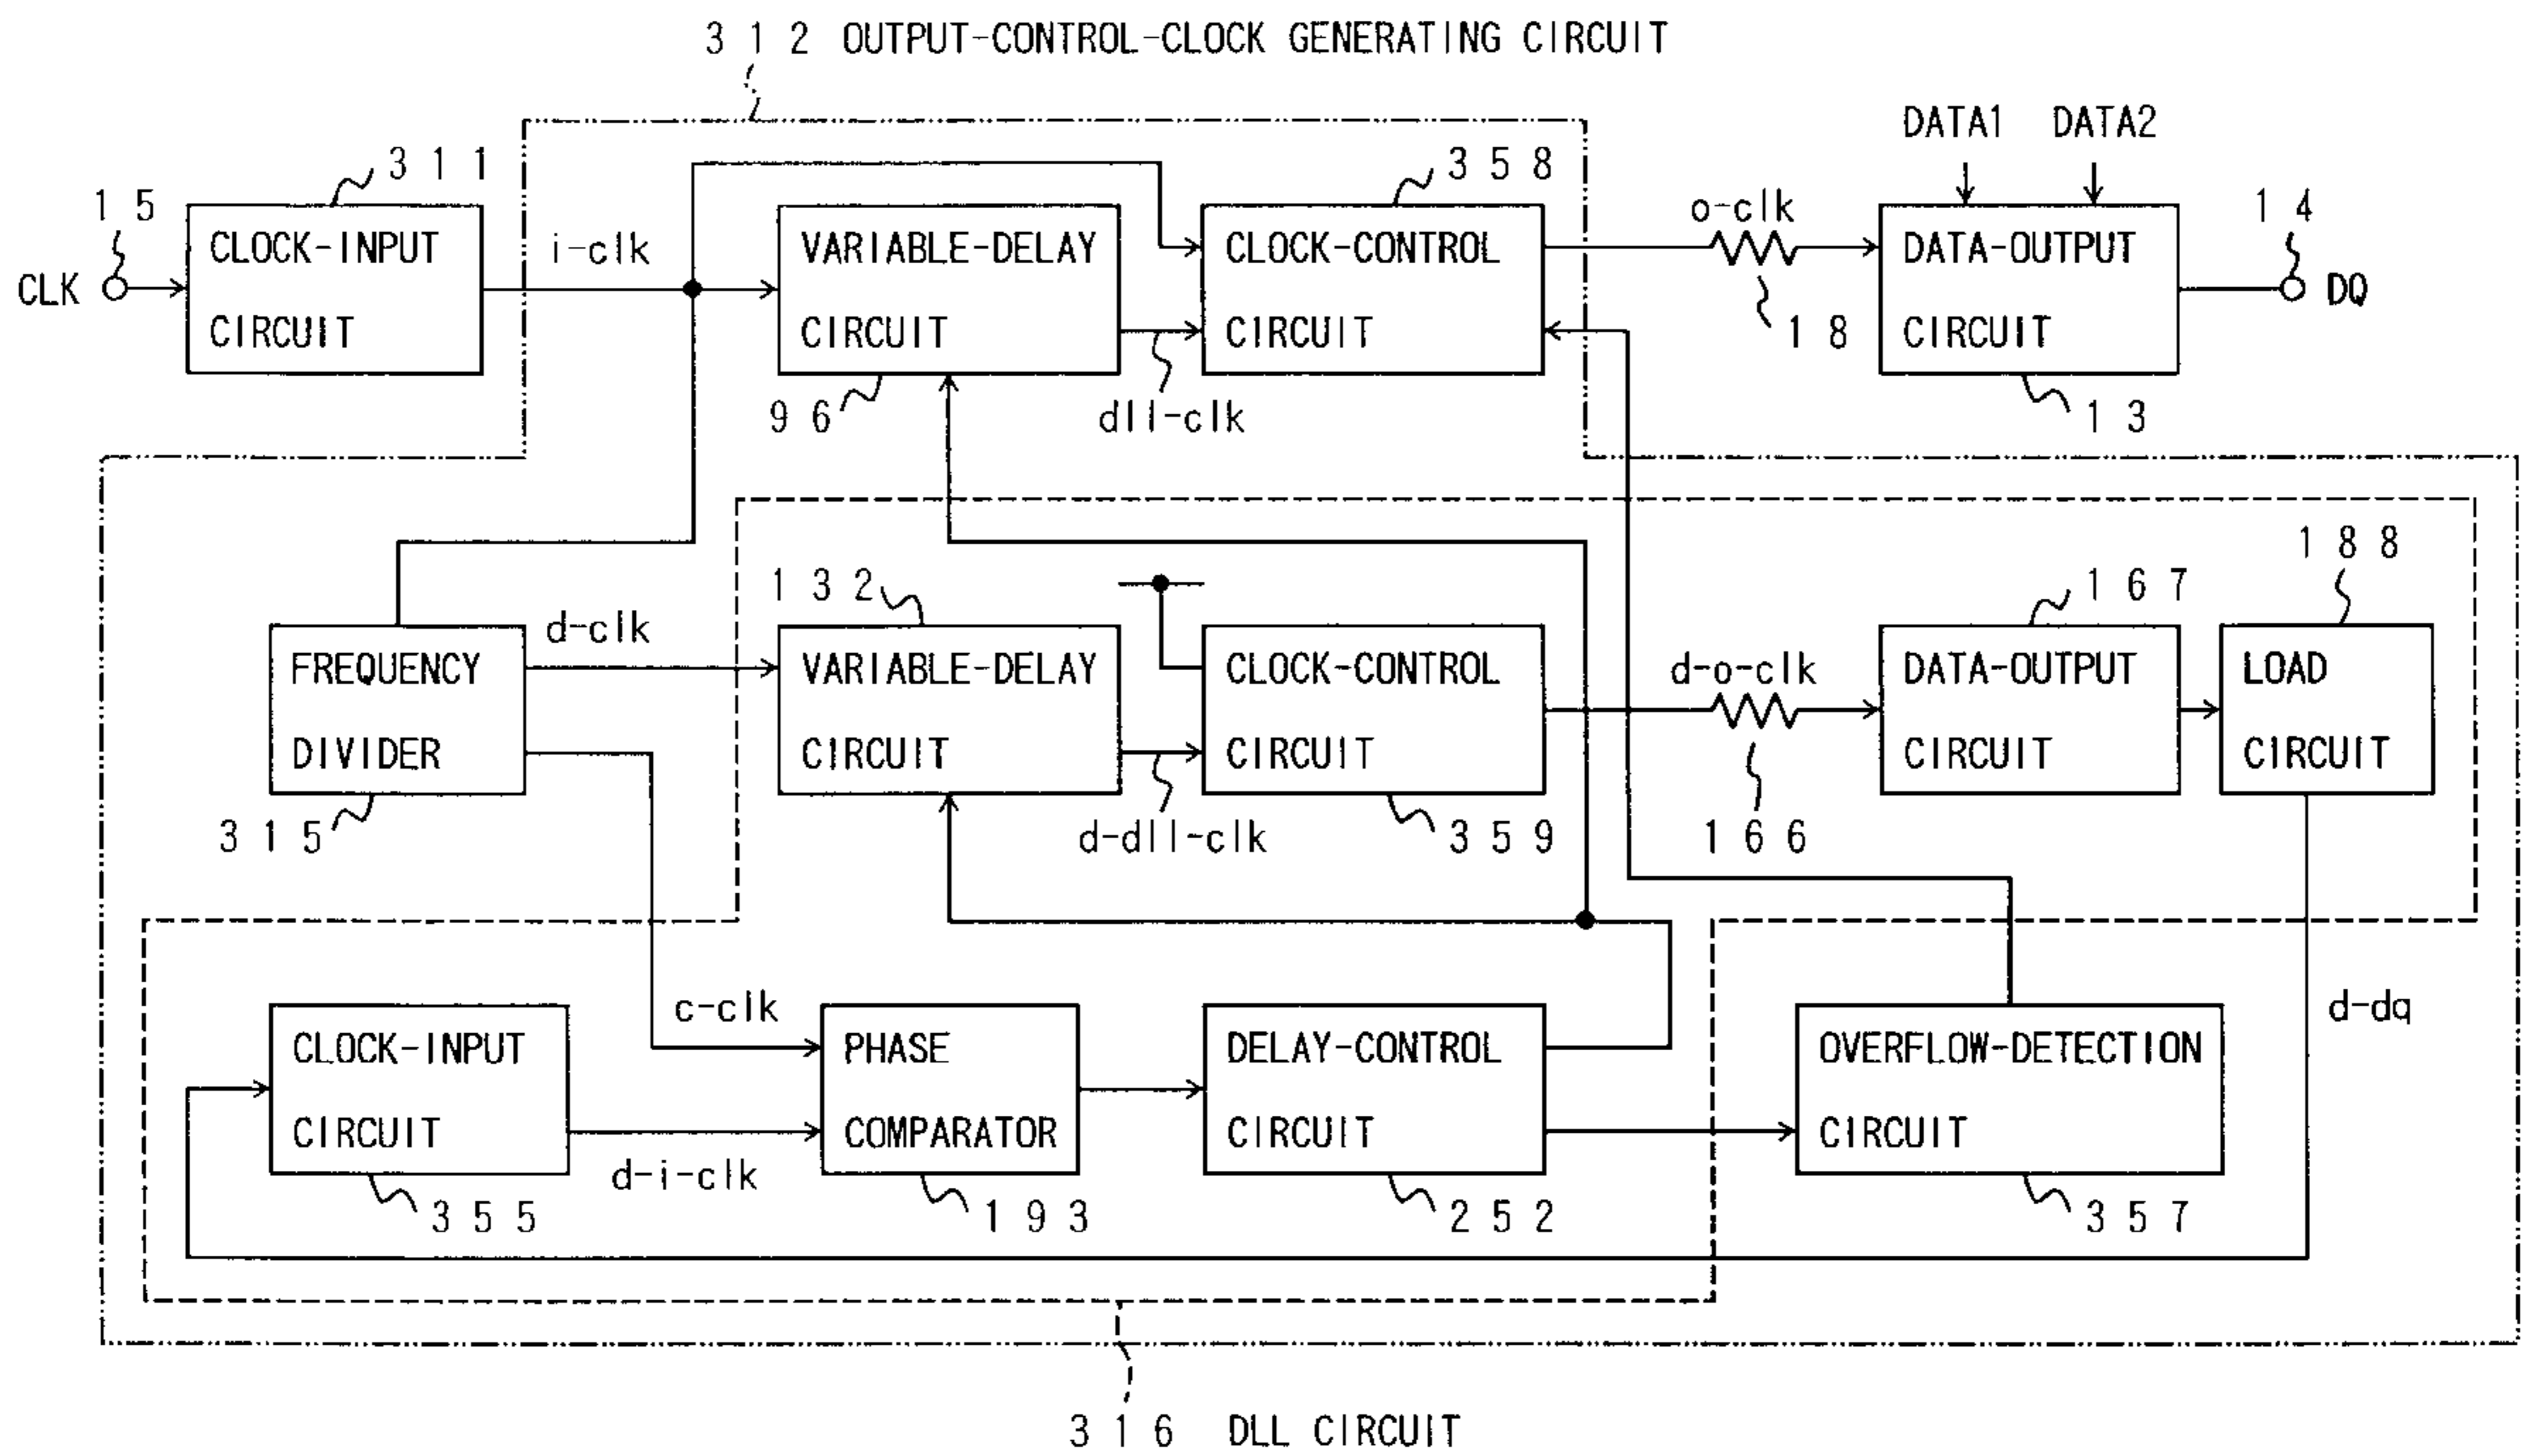 3 1 2 OUTPUT-CONTROL-CLOCK GENERATING CIRCUIT
DATA1 DATA2
3 1 1
3 5 8
1 5
o-clk
1 4
CLOCK-INPUT
CIRCUIT
i-clk
VARIABLE-DELAY
CIRCUIT
CLOCK-CONTROL
CIRCUIT
DATA-OUTPUT
CIRCUIT
CLK
DQ
1 8
9 6
dll-clk
1 3
1 8 8
1 3 2
1 6 7
d-clk
FREQUENCY
DIVIDER
VARIABLE-DELAY
CIRCUIT
CLOCK-CONTROL
CIRCUIT
d-o-clk
DATA-OUTPUT
CIRCUIT
LOAD
CIRCUIT
3 1 5
d-dll-clk
3 5 9
1 6 6
c-clk
d-dq
CLOCK-INPUT
CIRCUIT
PHASE
COMPARATOR
DELAY-CONTROL
CIRCUIT
OVERFLOW-DETECTION
CIRCUIT
d-i-clk
3 5 5
1 9 3
2 5 2
3 5 7
3 1 6 DLL CIRCUIT